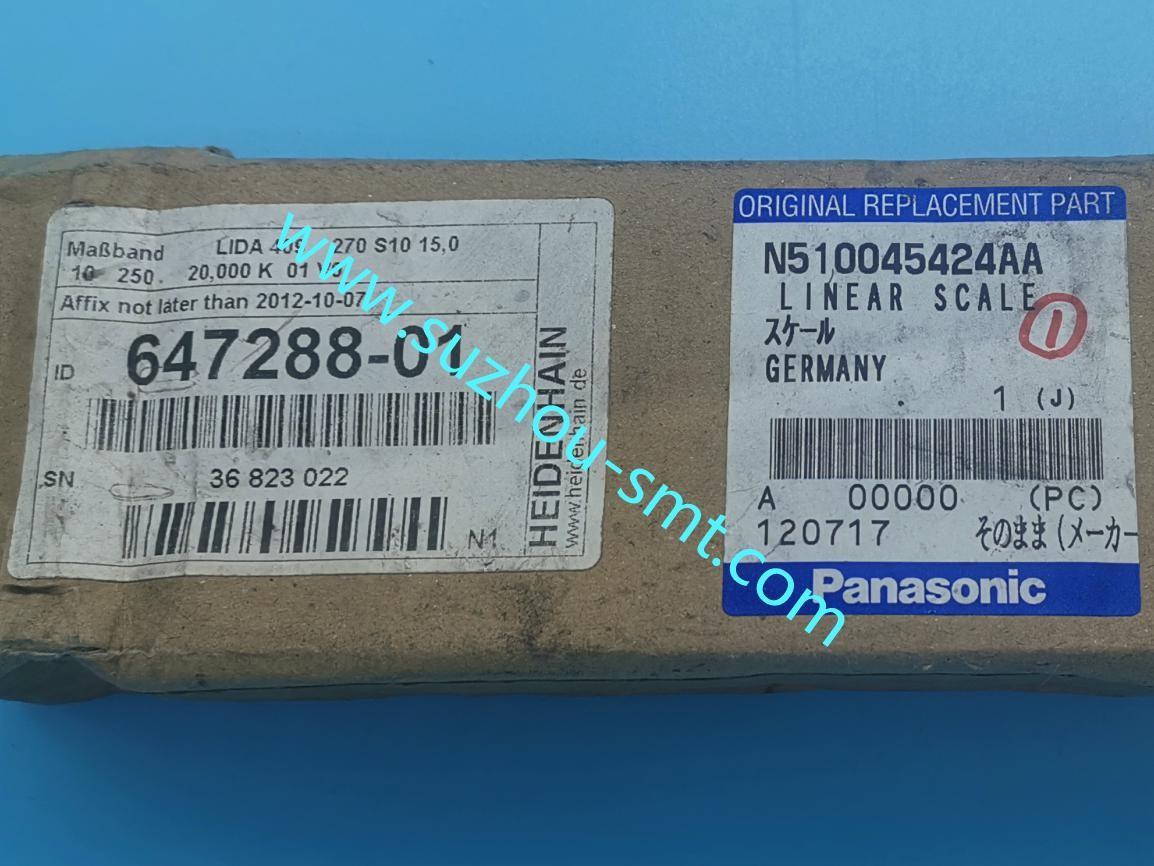 Maßband LIDA 409 270 S10 15,0
10 250. 20,000 K 01
Affix not later than 2012-10-07
ID 647288-01
SN 36 823 022
N1
HEIDENHAIN
www.heidenhain.de
ORIGINAL REPLACEMENT PART
N510045424AA
LINEAR SCALE
スケール
1
GERMANY
1 (J)
A 00000 (PC)
120717 そのまま(メーカー
Panasonic
www.suzhou-smt.com